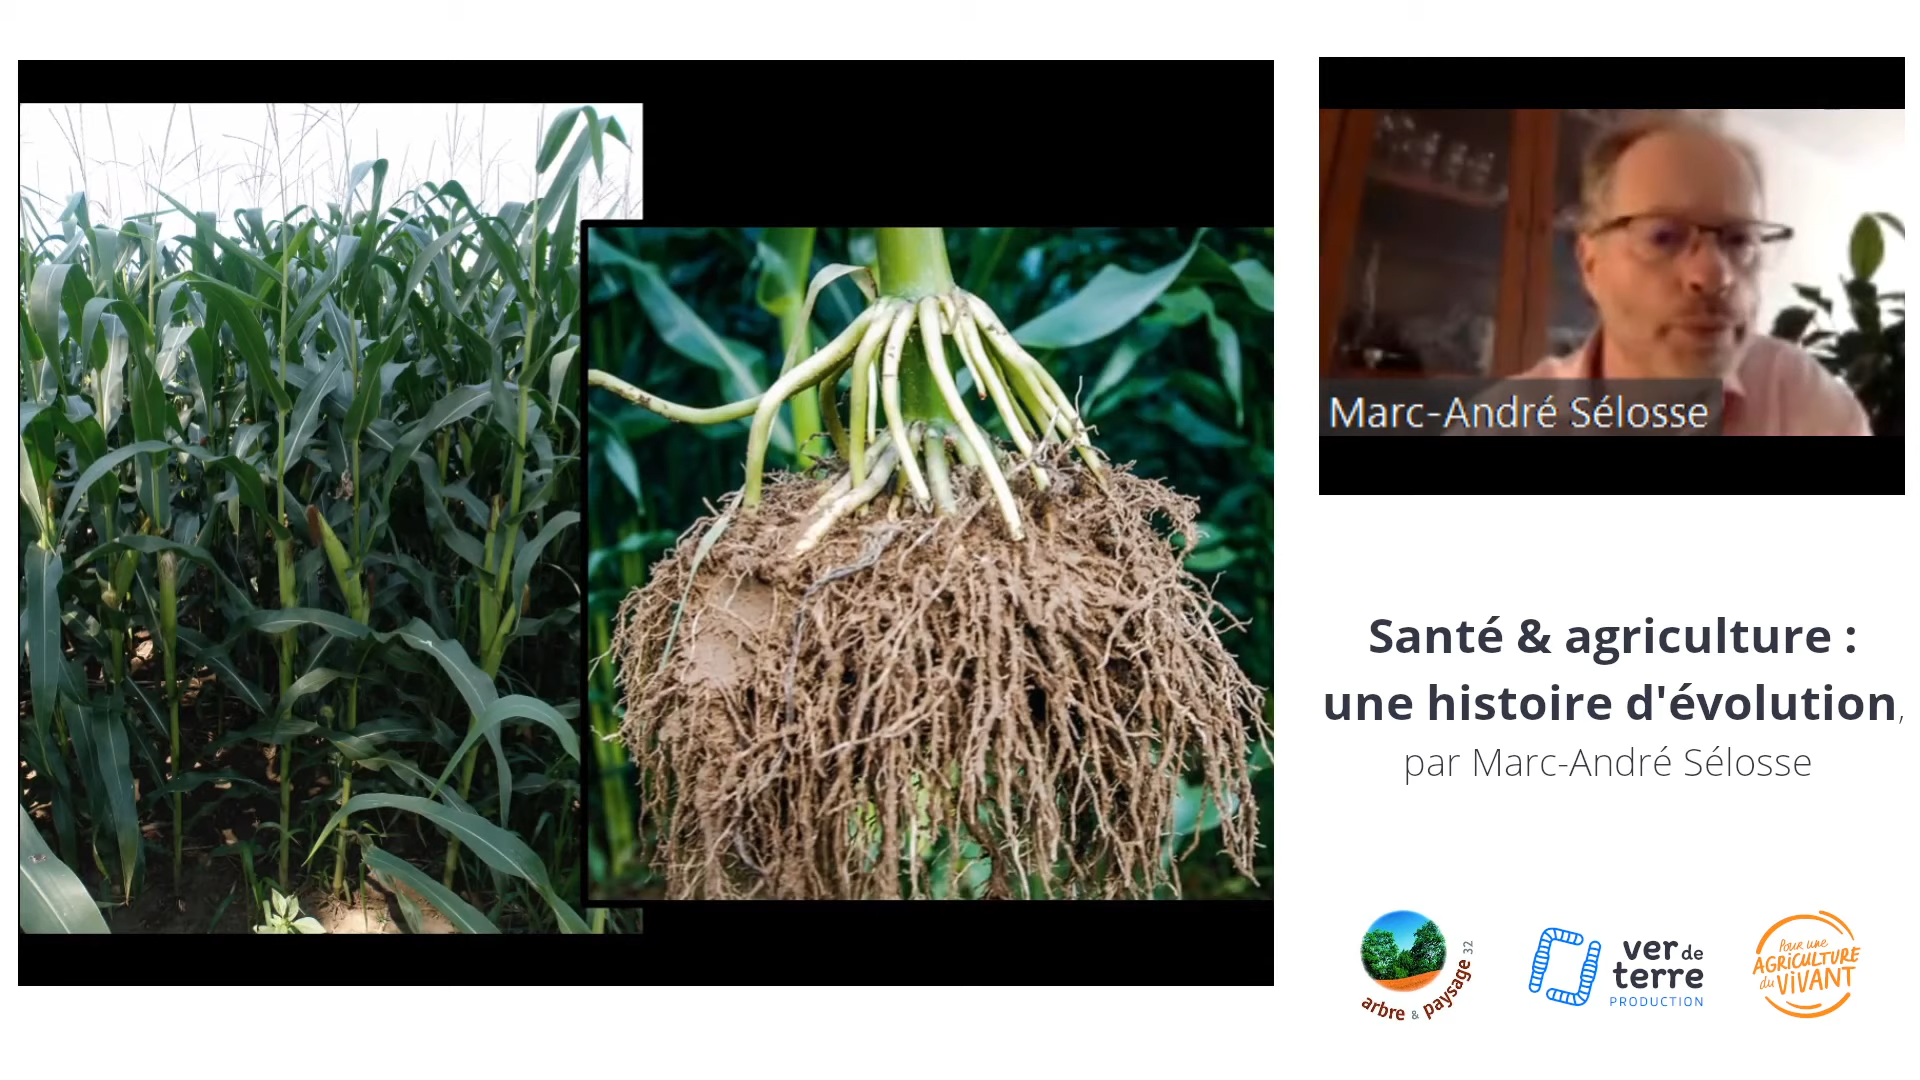 Marc-André Sélosse
Santé & agriculture :
une histoire d'évolution,
par Marc-André Sélosse
arbre & paysage 32
ver de
terre
PRODUCTION
Pour une
AGRICULTURE
du VIVANT